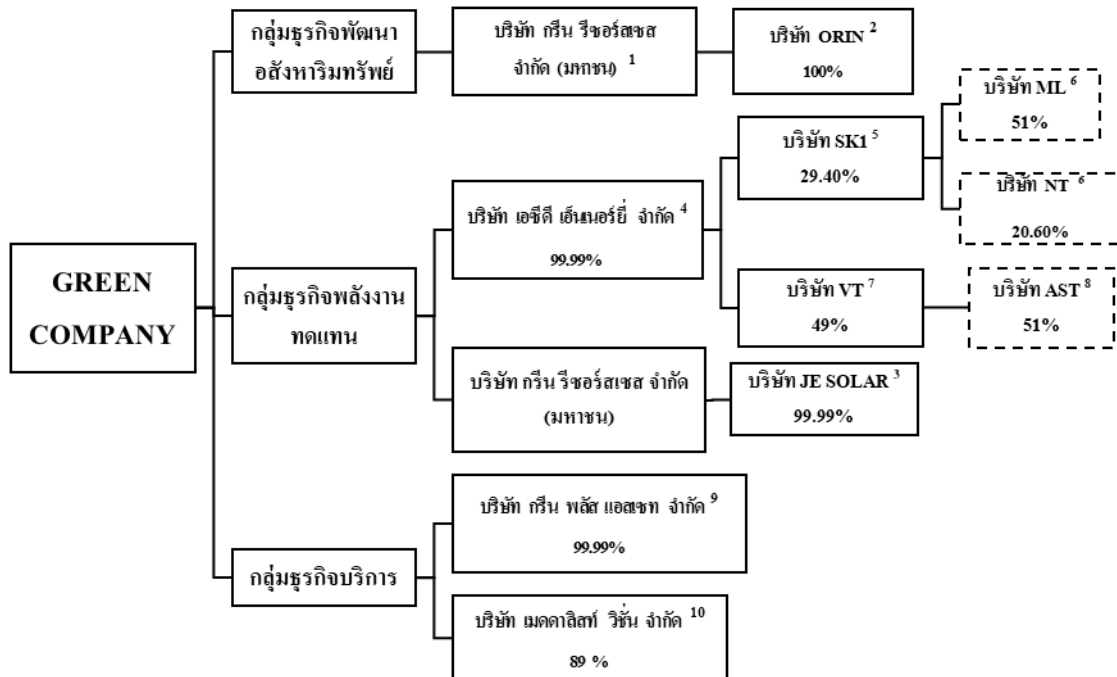 กลุ่มธุรกิจพัฒนา
อสังหาริมทรัพย์
บริษัท กรีน รีซอร์สเซส
จำกัด (มหาชน) 1
บริษัท ORIN 2
100%
บริษัท ML 6
51%
บริษัท SK1 5
29.40%
บริษัท NT 6
20.60%
บริษัท เอซีดี เอ็นเนอร์ยี่ จำกัด 4
99.99%
GREEN
COMPANY
กลุ่มธุรกิจพลังงาน
ทดแทน
บริษัท VT 7
49%
บริษัท AST 8
51%
บริษัท กรีน รีซอร์สเซส จำกัด
(มหาชน)
บริษัท JE SOLAR 3
99.99%
บริษัท กรีน พลัส แอสเซท จำกัด 9
99.99%
กลุ่มธุรกิจบริการ
บริษัท เมดดาลิสท์ วิชั่น จำกัด 10
89 %